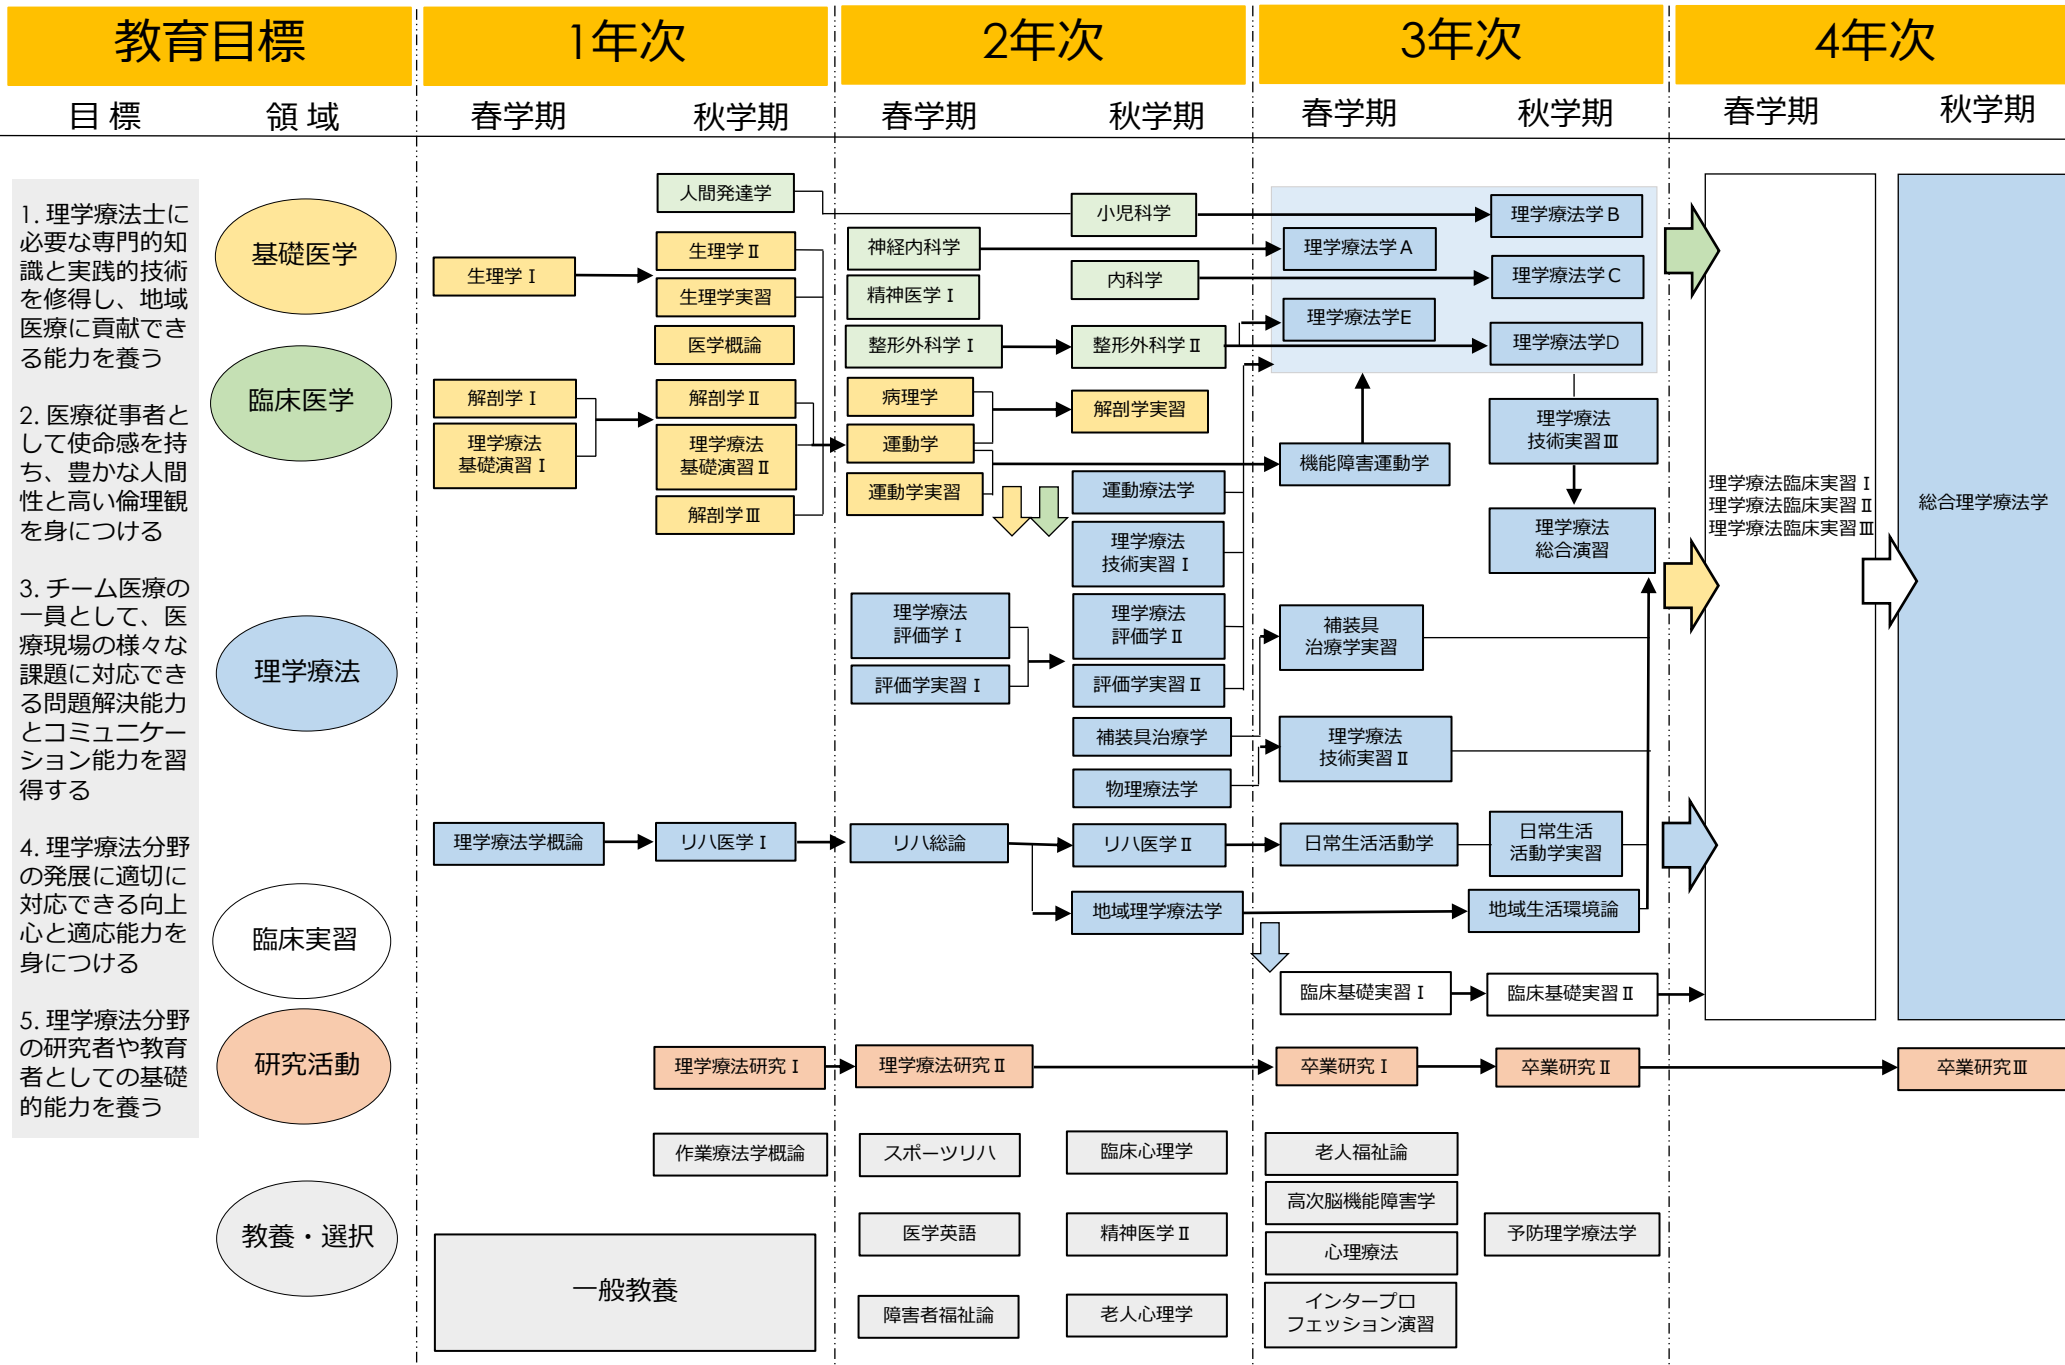 教育目標
1年次
2年次
3年次
4年次
目標
領域
春学期
秋学期
春学期
秋学期
春学期
秋学期
春学期
秋学期
1. 理学療法士に
必要な専門的知
識と実践的技術
を修得し、地域
医療に貢献でき
る能力を養う
2. 医療従事者と
して使命感を持
ち、豊かな人間
性と高い倫理観
を身につける
3. チーム医療の
一員として、医
療現場の様々な
課題に対応でき
る問題解決能力
とコミュニケー
ション能力を習
得する
4. 理学療法分野
の発展に適切に
対応できる向上
心と適応能力を
身につける
5. 理学療法分野
の研究者や教育
者としての基礎
的能力を養う
基礎医学
臨床医学
理学療法
臨床実習
研究活動
教養・選択
生理学Ⅰ
解剖学Ⅰ
理学療法
基礎演習Ⅰ
理学療法学概論
人間発達学
生理学Ⅱ
生理学実習
医学概論
解剖学Ⅱ
理学療法
基礎演習Ⅱ
解剖学Ⅲ
リハ医学Ⅰ
理学療法研究Ⅰ
作業療法学概論
一般教養
神経内科学
精神医学Ⅰ
整形外科学Ⅰ
病理学
運動学
運動学実習
理学療法
評価学Ⅰ
評価学実習Ⅰ
リハ総論
理学療法研究Ⅱ
スポーツリハ
医学英語
障害者福祉論
小児科学
内科学
整形外科学Ⅱ
解剖学実習
運動療法学
理学療法
技術実習Ⅰ
理学療法
評価学Ⅱ
評価学実習Ⅱ
補装具治療学
物理療法学
リハ医学Ⅱ
地域理学療法学
臨床心理学
精神医学Ⅱ
老人心理学
理学療法学A
理学療法学E
機能障害運動学
補装具
治療学実習
理学療法
技術実習Ⅱ
日常生活活動学
臨床基礎実習Ⅰ
卒業研究Ⅰ
老人福祉論
高次脳機能障害学
心理療法
インタープロ
フェッション演習
理学療法学B
理学療法学C
理学療法学D
理学療法
技術実習Ⅲ
理学療法
総合演習
日常生活
活動学実習
地域生活環境論
臨床基礎実習Ⅱ
卒業研究Ⅱ
予防理学療法学
理学療法臨床実習Ⅰ
理学療法臨床実習Ⅱ
理学療法臨床実習Ⅲ
総合理学療法学
卒業研究Ⅲ